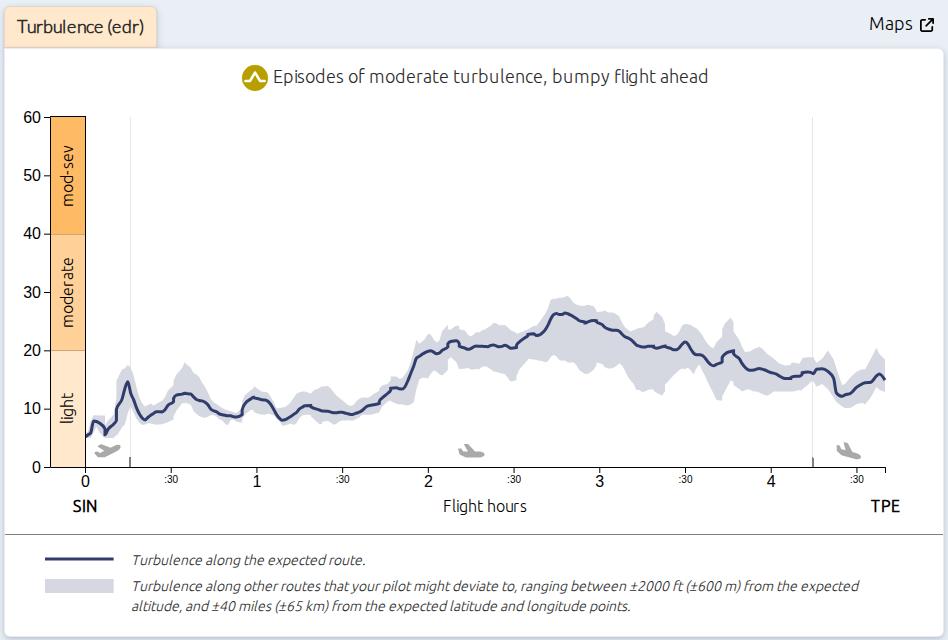 Turbulence (edr)
Maps
Episodes of moderate turbulence, bumpy flight ahead
60
50
40
30
20
10
0
mod-sev
moderate
light
0 :30 1 :30 2 :30 3 :30 4 :30
SIN Flight hours TPE
Turbulence along the expected route.
Turbulence along other routes that your pilot might deviate to, ranging between ±2000 ft (±600 m) from the expected
altitude, and ±40 miles (±65 km) from the expected latitude and longitude points.